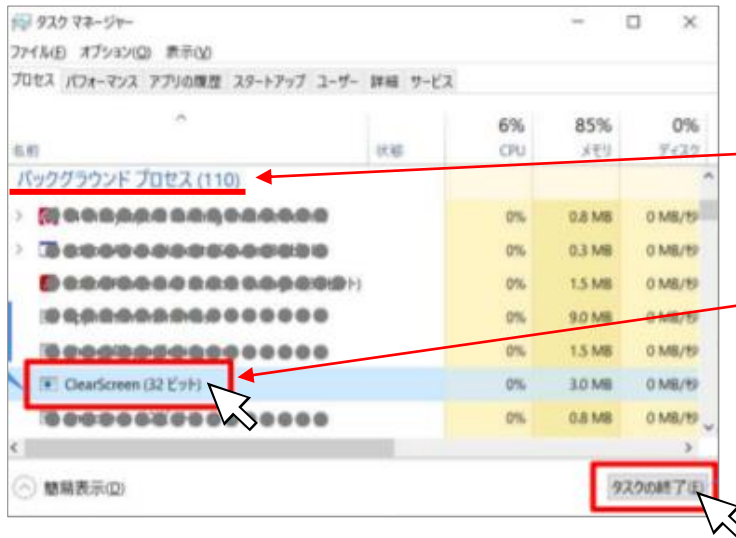 タスク マネージャー
ファイル(F) オプション(O) 表示(V)
プロセス パフォーマンス アプリの履歴 スタートアップ ユーザー 詳細 サービス
6% 85% 0%
名前 状態 CPU メモリ ディスク
バックグラウンド プロセス (110)
0% 0.8 MB 0 MB/秒
0% 0.3 MB 0 MB/秒
0% 1.5 MB 0 MB/秒
0% 9.0 MB 0 MB/秒
0% 1.5 MB 0 MB/秒
ClearScreen (32 ビット) 0% 3.0 MB 0 MB/秒
0% 0.8 MB 0 MB/秒
簡易表示(D) タスクの終了(E)